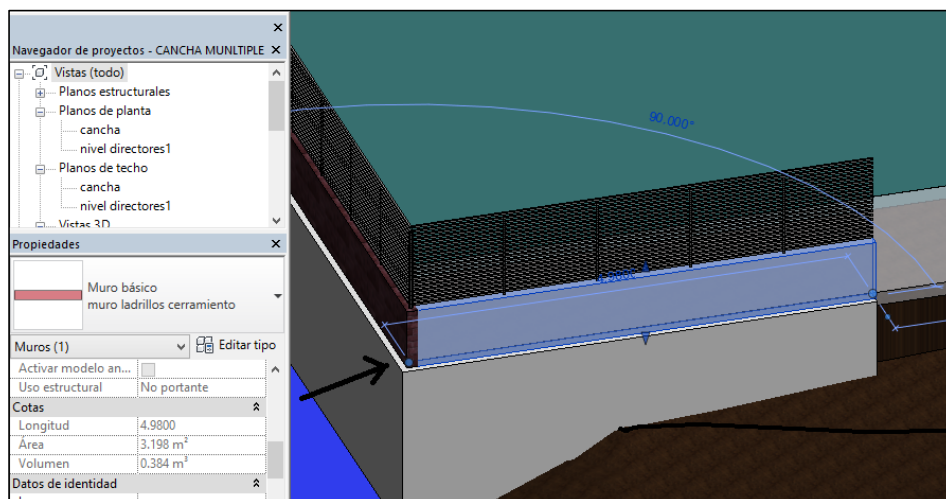 Navegador de proyectos - CANCHA MUNLTIPLE
Vistas (todo)
Planos estructurales
Planos de planta
cancha
nivel directores1
Planos de techo
cancha
nivel directores1
Vistas 3D
Propiedades
Muro básico
muro ladrillos cerramiento
Muros (1)
Editar tipo
Activar modelo an...
Uso estructural No portante
Cotas
Longitud 4.9800
Área 3.198 m²
Volumen 0.384 m³
Datos de identidad
90.000°